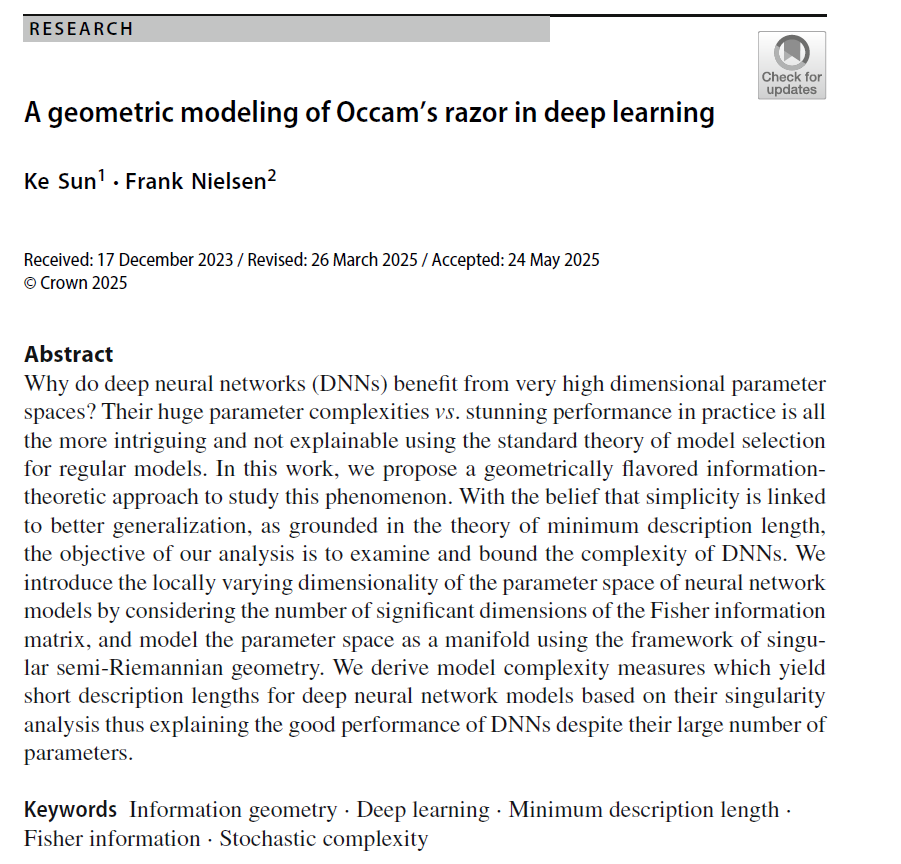 RESEARCH
Check for
updates
A geometric modeling of Occam's razor in deep learning
Ke Sun¹ · Frank Nielsen²
Received: 17 December 2023 / Revised: 26 March 2025 / Accepted: 24 May 2025
© Crown 2025
Abstract
Why do deep neural networks (DNNs) benefit from very high dimensional parameter
spaces? Their huge parameter complexities vs. stunning performance in practice is all
the more intriguing and not explainable using the standard theory of model selection
for regular models. In this work, we propose a geometrically flavored information-
theoretic approach to study this phenomenon. With the belief that simplicity is linked
to better generalization, as grounded in the theory of minimum description length,
the objective of our analysis is to examine and bound the complexity of DNNs. We
introduce the locally varying dimensionality of the parameter space of neural network
models by considering the number of significant dimensions of the Fisher information
matrix, and model the parameter space as a manifold using the framework of singu-
lar semi-Riemannian geometry. We derive model complexity measures which yield
short description lengths for deep neural network models based on their singularity
analysis thus explaining the good performance of DNNs despite their large number of
parameters.
Keywords Information geometry · Deep learning · Minimum description length ·
Fisher information · Stochastic complexity